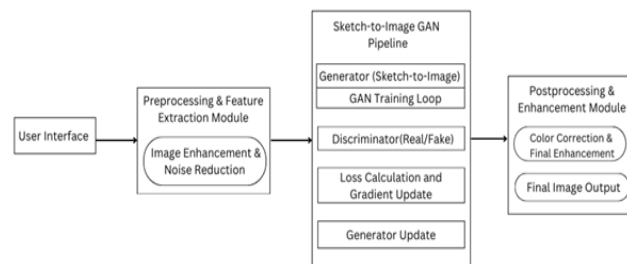 User Interface
Preprocessing & Feature
Extraction Module
Image Enhancement &
Noise Reduction
Sketch-to-Image GAN
Pipeline
Generator (Sketch-to-Image)
GAN Training Loop
Discriminator(Real/Fake)
Loss Calculation and
Gradient Update
Generator Update
Postprocessing
& Enhancement Module
Color Correction &
Final Enhancement
Final Image Output